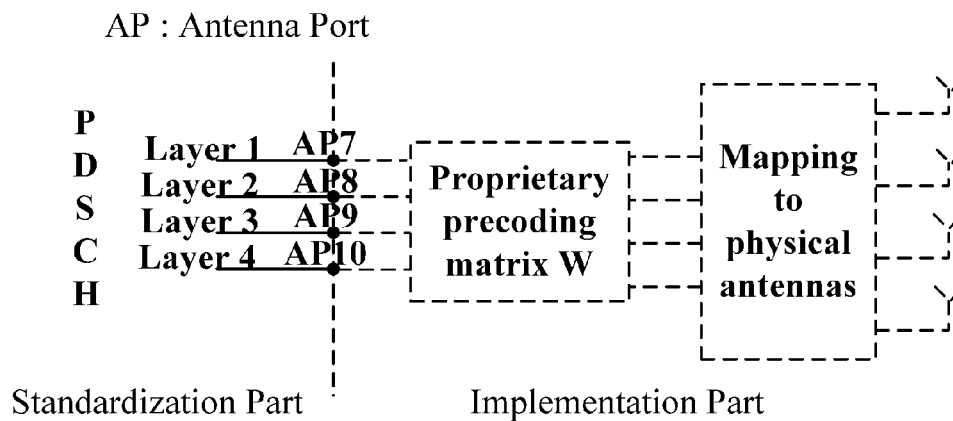 AP : Antenna Port
P
D
S
C
H
Layer 1 AP7
Layer 2 AP8
Layer 3 AP9
Layer 4 AP10
Proprietary
precoding
matrix W
Mapping
to
physical
antennas
Standardization Part
Implementation Part